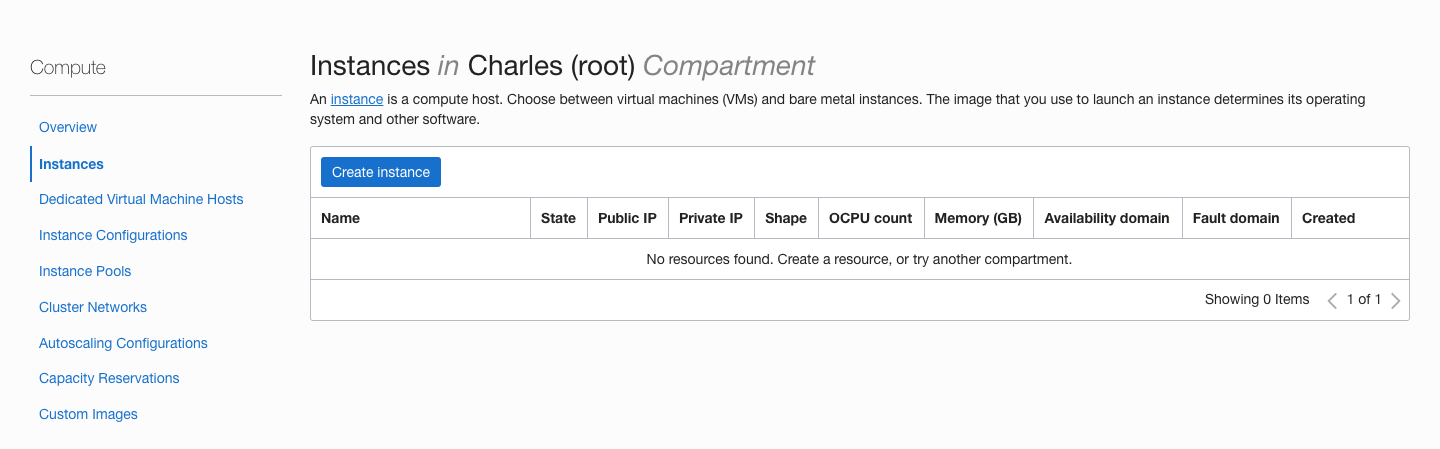 Compute
Overview
Instances
Dedicated Virtual Machine Hosts
Instance Configurations
Instance Pools
Cluster Networks
Autoscaling Configurations
Capacity Reservations
Custom Images
Instances in Charles (root) Compartment
An instance is a compute host. Choose between virtual machines (VMs) and bare metal instances. The image that you use to launch an instance determines its operating
system and other software.
Create instance
Name State Public IP Private IP Shape OCPU count Memory (GB) Availability domain Fault domain Created
No resources found. Create a resource, or try another compartment.
Showing 0 Items 1 of 1